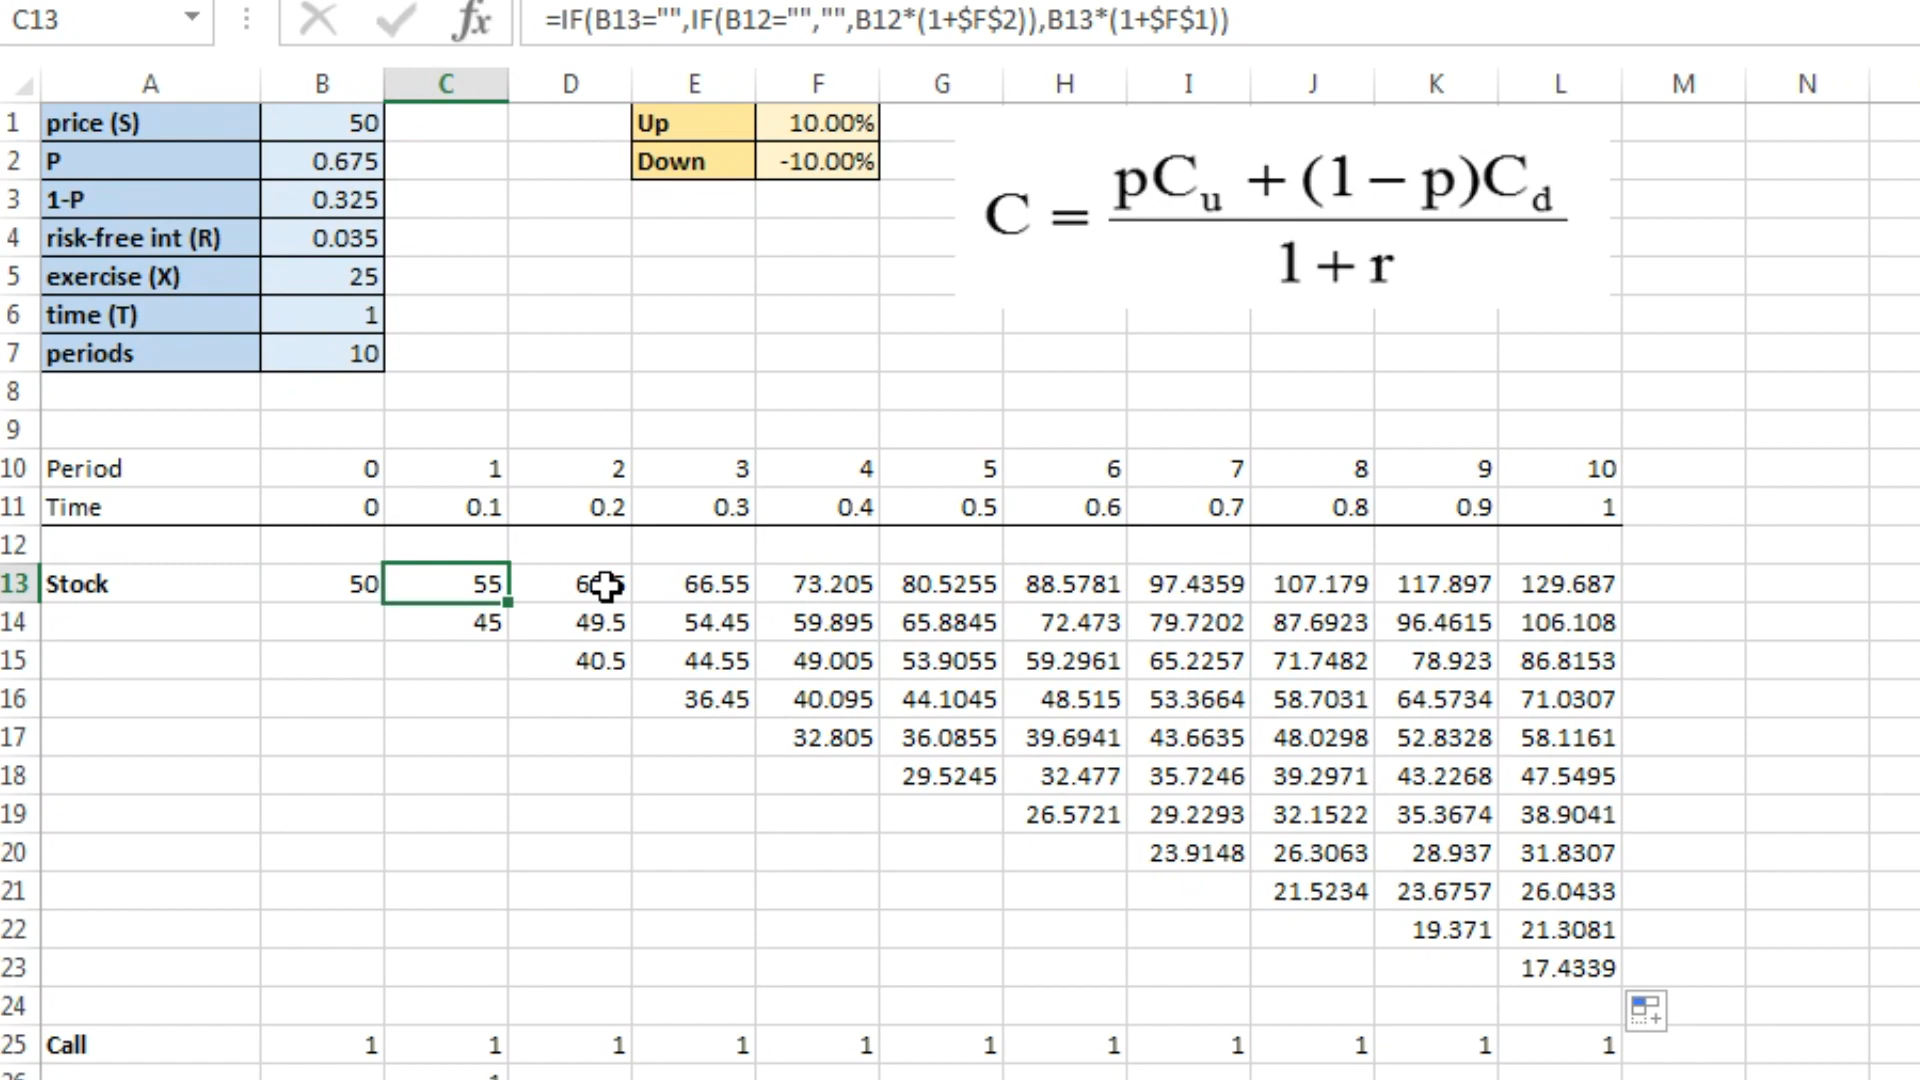 C13 fx =IF(B13="",IF(B12="","",B12*(1+$F$2)),B13*(1+$F$1))
A B C D E F G H I J K L M N
1 price (S) 50 Up 10.00%
2 P 0.675 Down -10.00%
3 1-P 0.325
4 risk-free int (R) 0.035
5 exercise (X) 25
6 time (T) 1
7 periods 10
C = pCu + (1 − p)Cd
1 + r
8
9
10 Period 0 1 2 3 4 5 6 7 8 9 10
11 Time 0 0.1 0.2 0.3 0.4 0.5 0.6 0.7 0.8 0.9 1
12
13 Stock 50 55 66.55 73.205 80.5255 88.5781 97.4359 107.179 117.897 129.687
14 45 49.5 54.45 59.895 65.8845 72.473 79.7202 87.6923 96.4615 106.108
15 40.5 44.55 49.005 53.9055 59.2961 65.2257 71.7482 78.923 86.8153
16 36.45 40.095 44.1045 48.515 53.3664 58.7031 64.5734 71.0307
17 32.805 36.0855 39.6941 43.6635 48.0298 52.8328 58.1161
18 29.5245 32.477 35.7246 39.2971 43.2268 47.5495
19 26.5721 29.2293 32.1522 35.3674 38.9041
20 23.9148 26.3063 28.937 31.8307
21 21.5234 23.6757 26.0433
22 19.371 21.3081
23 17.4339
24
25 Call 1 1 1 1 1 1 1 1 1 1 1